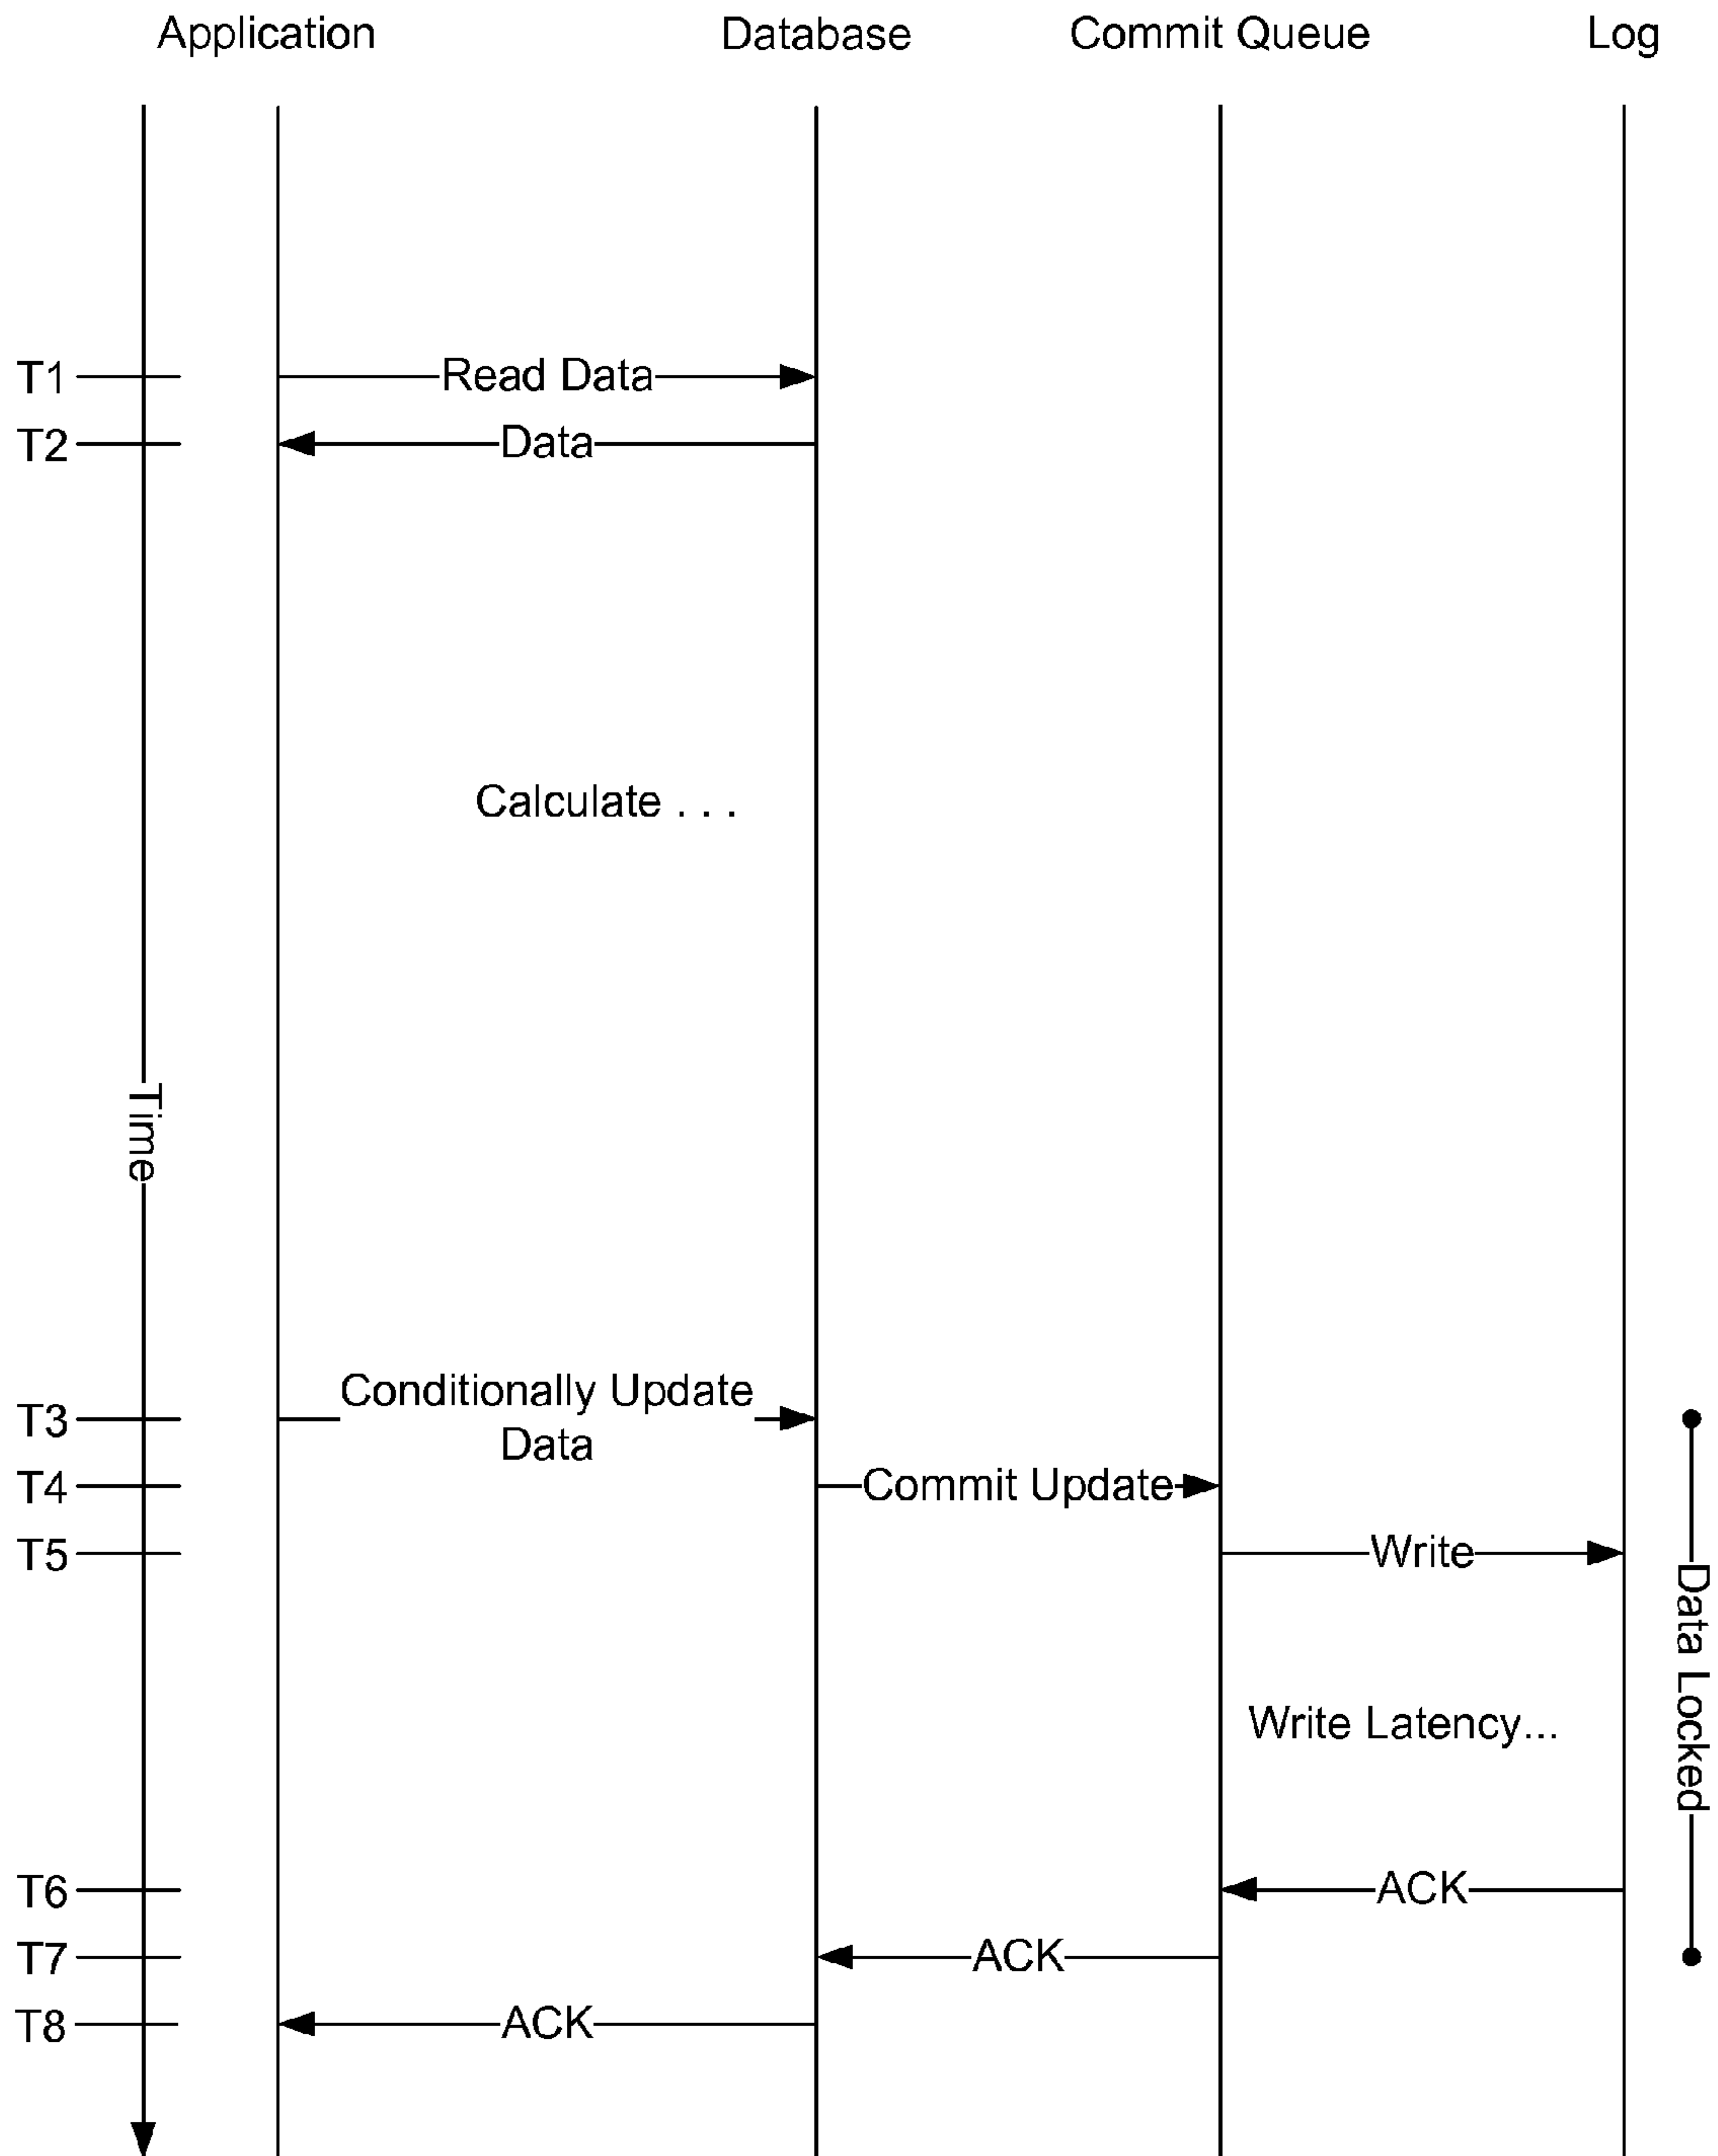 Application Database Commit Queue Log
T1 Read Data
T2 Data
Calculate . . .
Time
Conditionally Update
T3
Data
T4 Commit Update
T5 Write
Data Locked
Write Latency...
T6 ACK
T7 ACK
T8 ACK